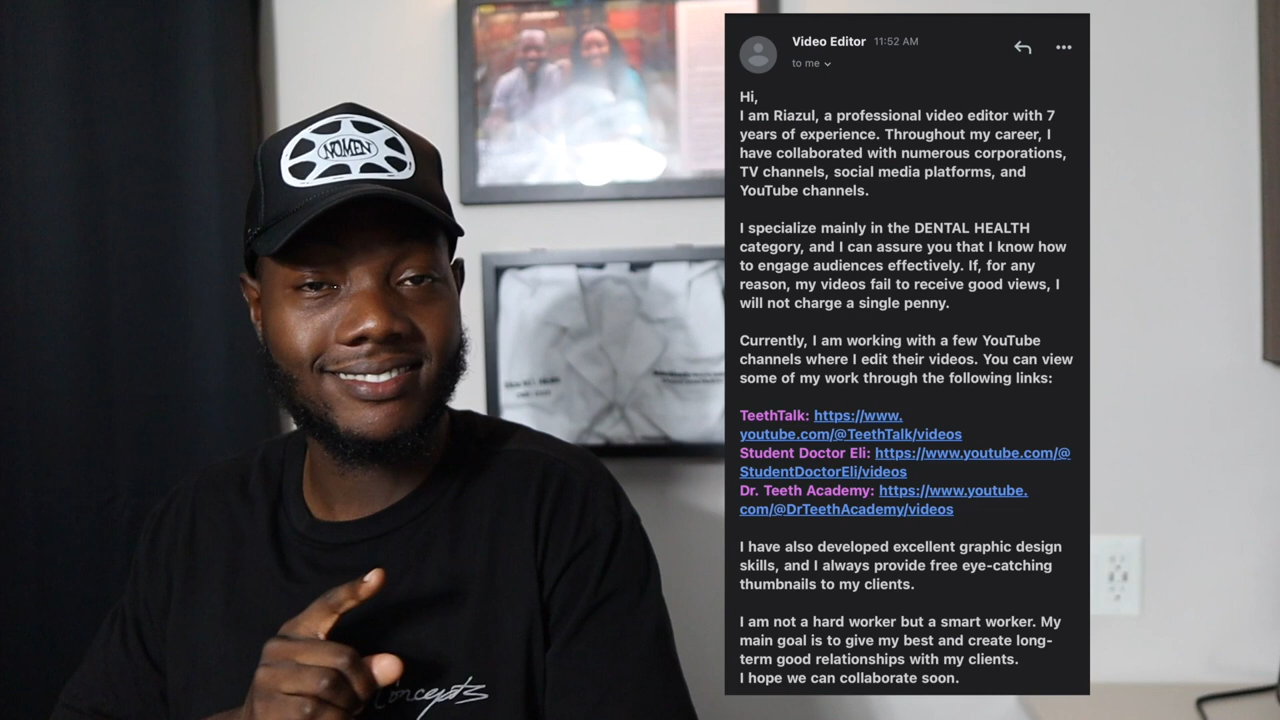 NOMEN
Concepts
Video Editor 11:52 AM
to me
Hi,
I am Riazul, a professional video editor with 7
years of experience. Throughout my career, I
have collaborated with numerous corporations,
TV channels, social media platforms, and
YouTube channels.
I specialize mainly in the DENTAL HEALTH
category, and I can assure you that I know how
to engage audiences effectively. If, for any
reason, my videos fail to receive good views, I
will not charge a single penny.
Currently, I am working with a few YouTube
channels where I edit their videos. You can view
some of my work through the following links:
TeethTalk: https://www.
youtube.com/@TeethTalk/videos
Student Doctor Eli: https://www.youtube.com/@
StudentDoctorEli/videos
Dr. Teeth Academy: https://www.youtube.
com/@DrTeethAcademy/videos
I have also developed excellent graphic design
skills, and I always provide free eye-catching
thumbnails to my clients.
I am not a hard worker but a smart worker. My
main goal is to give my best and create long-
term good relationships with my clients.
I hope we can collaborate soon.